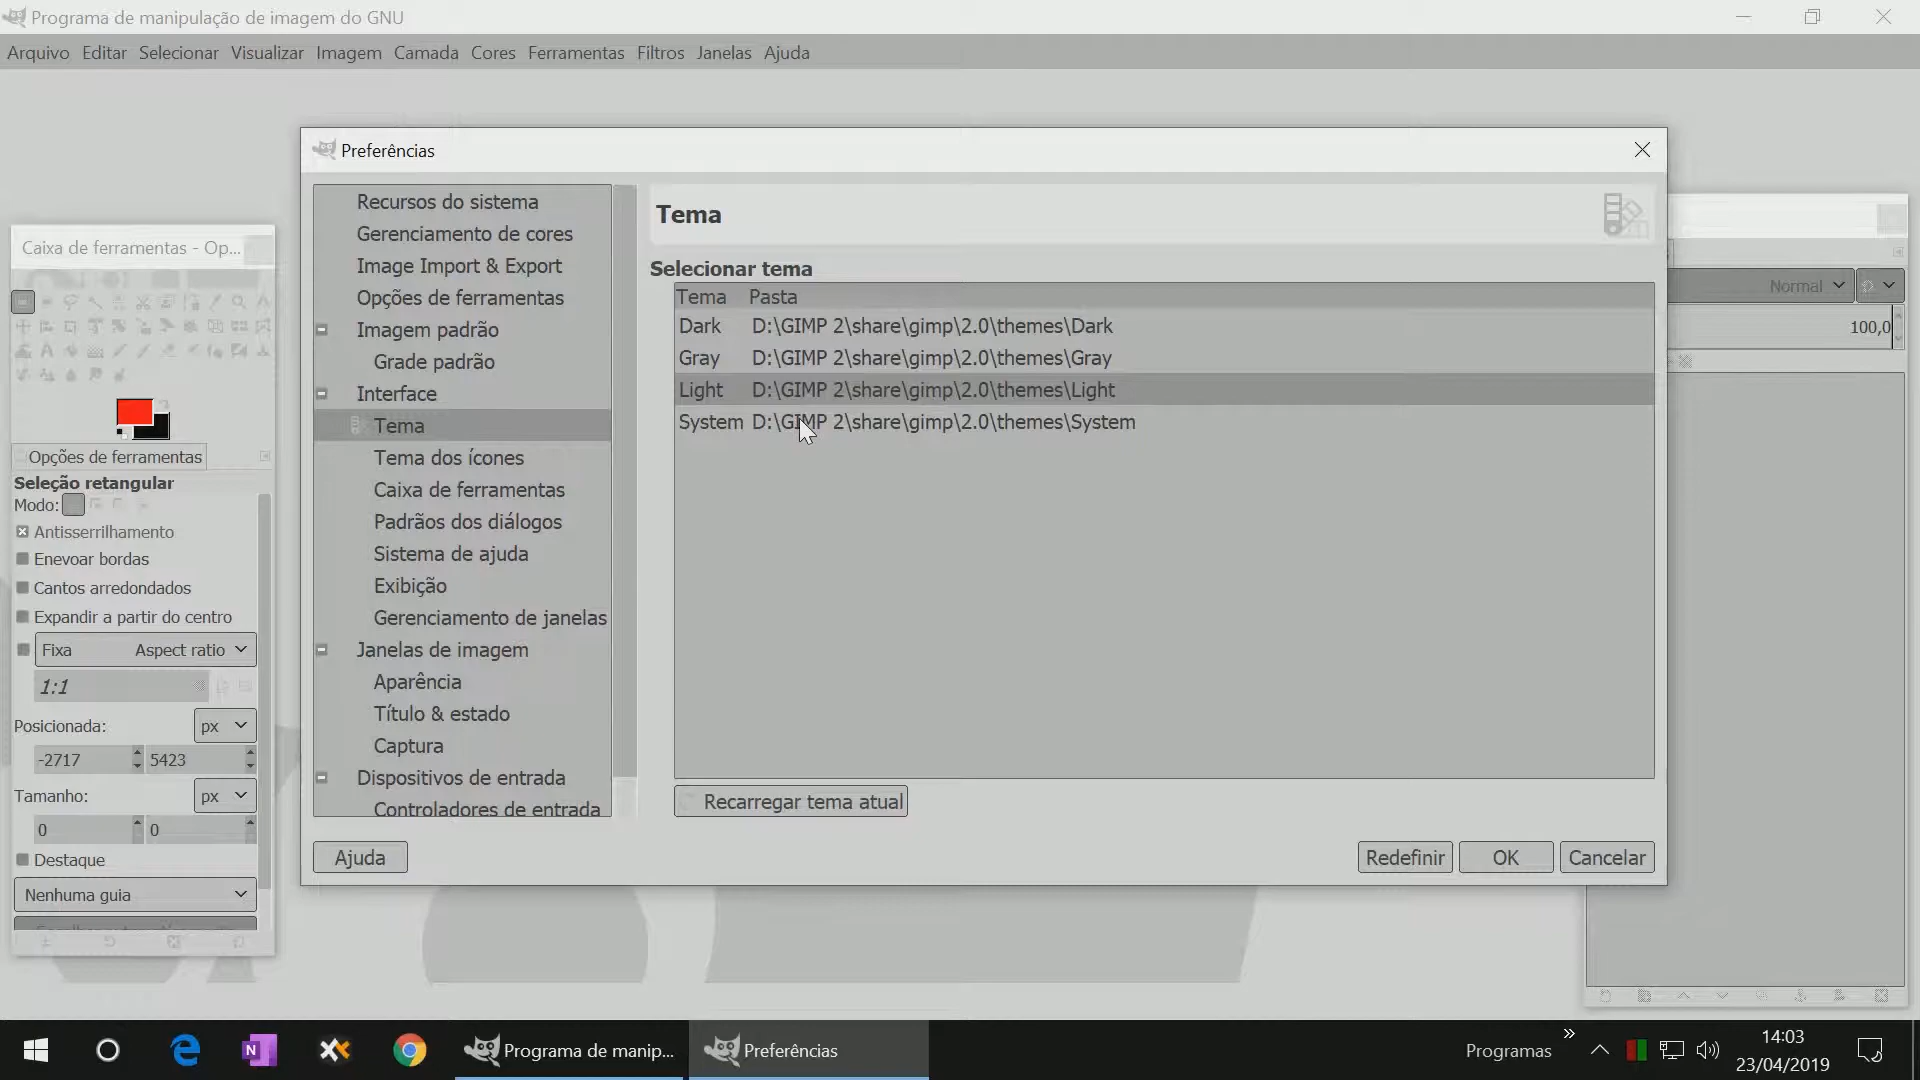 Programa de manipulação de imagem do GNU
Arquivo Editar Selecionar Visualizar Imagem Camada Cores Ferramentas Filtros Janelas Ajuda
Preferências
Recursos do sistema
Gerenciamento de cores
Image Import & Export
Opções de ferramentas
Imagem padrão
Grade padrão
Interface
Tema
Tema dos ícones
Caixa de ferramentas
Padrãos dos diálogos
Sistema de ajuda
Exibição
Gerenciamento de janelas
Janelas de imagem
Aparência
Título & estado
Captura
Dispositivos de entrada
Controladores de entrada
Tema
Selecionar tema
Tema Pasta
Dark D:\GIMP 2\share\gimp\2.0\themes\Dark
Gray D:\GIMP 2\share\gimp\2.0\themes\Gray
Light D:\GIMP 2\share\gimp\2.0\themes\Light
System D:\GIMP 2\share\gimp\2.0\themes\System
Recarregar tema atual
Ajuda
Redefinir
OK
Cancelar
Caixa de ferramentas - Op...
Opções de ferramentas
Seleção retangular
Modo:
Antisserrilhamento
Enevoar bordas
Cantos arredondados
Expandir a partir do centro
Fixa Aspect ratio
1:1
Posicionada: px
-2717 5423
Tamanho: px
0 0
Destaque
Nenhuma guia
Normal
100,0
Programa de manip...
Preferências
Programas
14:03
23/04/2019